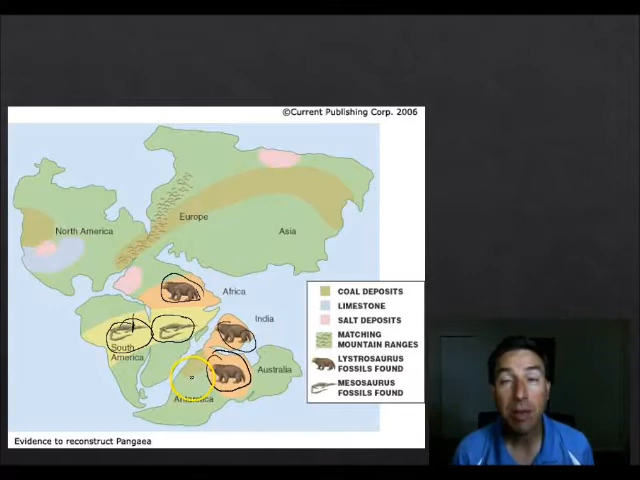 ©Current Publishing Corp. 2006
Europe
North America
Asia
Africa
India
South
America
Australia
Antarctica
COAL DEPOSITS
LIMESTONE
SALT DEPOSITS
MATCHING
MOUNTAIN RANGES
LYSTROSAURUS
FOSSILS FOUND
MESOSAURUS
FOSSILS FOUND
Evidence to reconstruct Pangaea